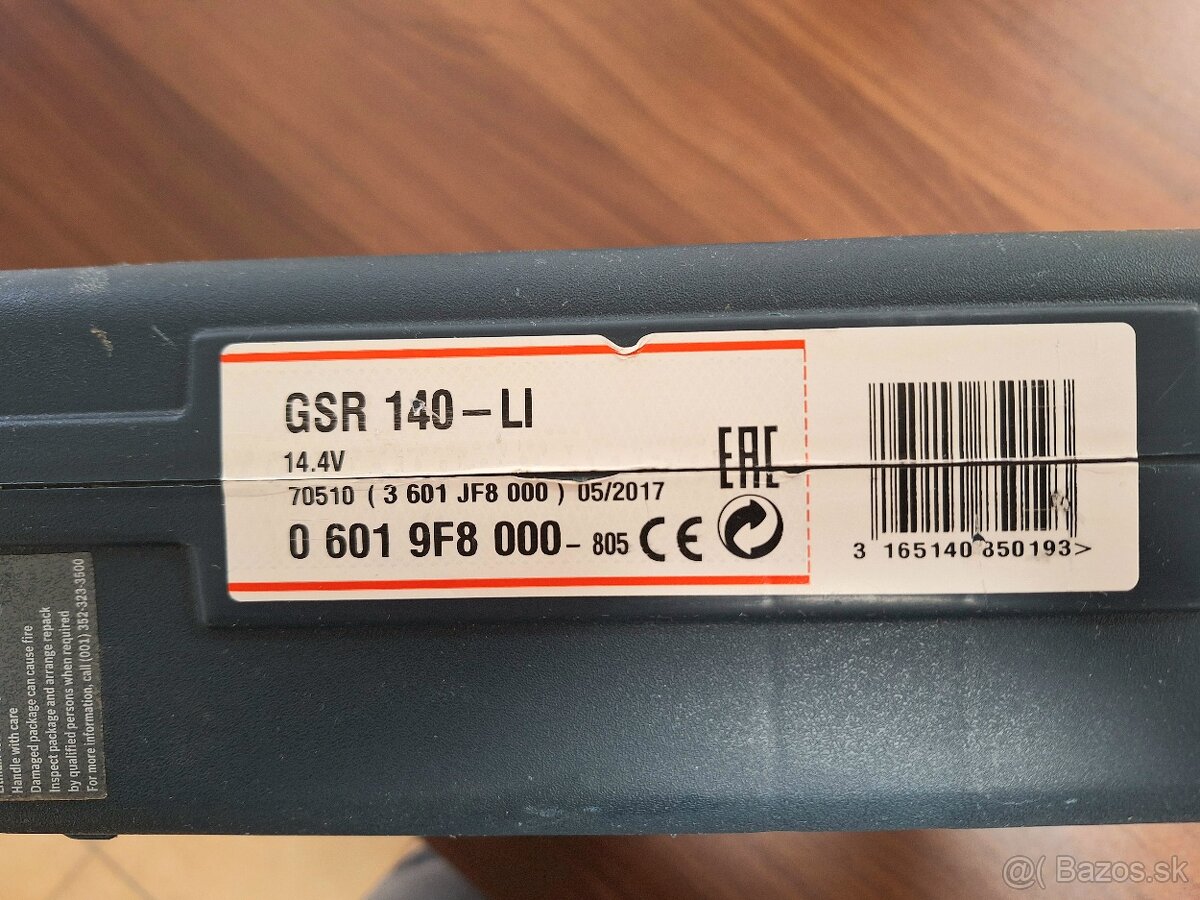 GSR 140-LI
14.4V
70510 ( 3 601 JF8 000 ) 05/2017
0 601 9F8 000 - 805 CE
EAC
3 165140 850193>
Handle with care
Damaged package can cause fire
Inspect package and arrange repack
by qualified persons when required
For more information, call (001) 352-323-3500
@( Bazos.sk